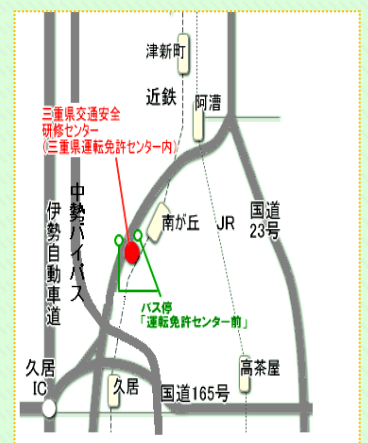 津新町
近鉄
阿漕
三重県交通安全
研修センター
(三重県運転免許センター内)
中勢バイパス
伊勢自動車道
南が丘
JR
国道
23号
バス停
「運転免許センター前」
久居
IC
久居
国道165号
高茶屋